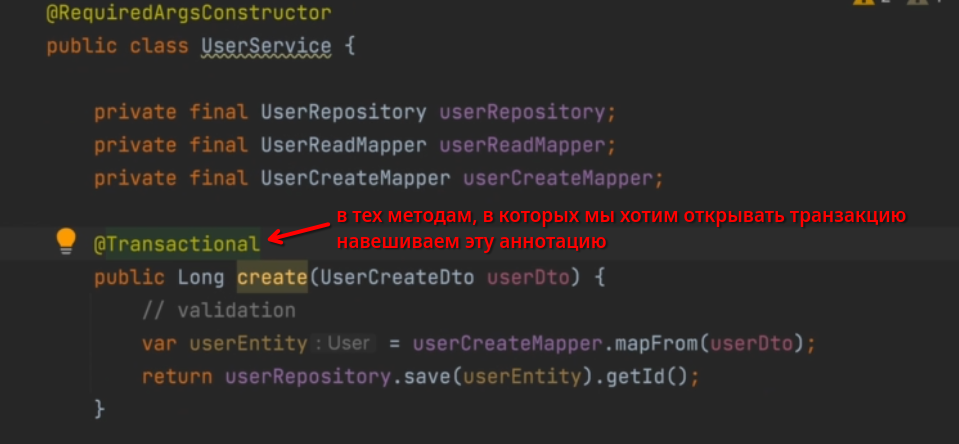 @RequiredArgsConstructor
public class UserService {
private final UserRepository userRepository;
private final UserReadMapper userReadMapper;
private final UserCreateMapper userCreateMapper;
в тех методам, в которых мы хотим открывать транзакцию
навешиваем эту аннотацию
@Transactional
public Long create(UserCreateDto userDto) {
// validation
var userEntity : User = userCreateMapper.mapFrom(userDto);
return userRepository.save(userEntity).getId();
}